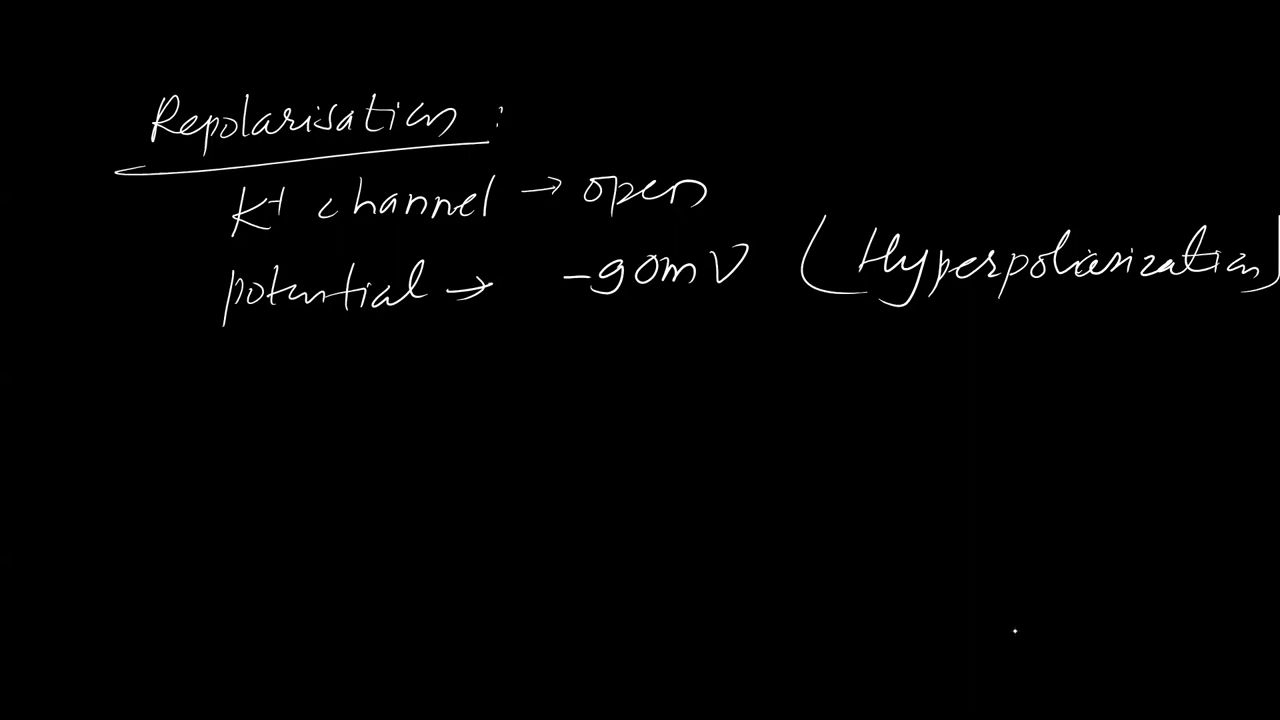 Repolarisation :
K+ channel → open
potential → -90mV (Hyperpolarization)